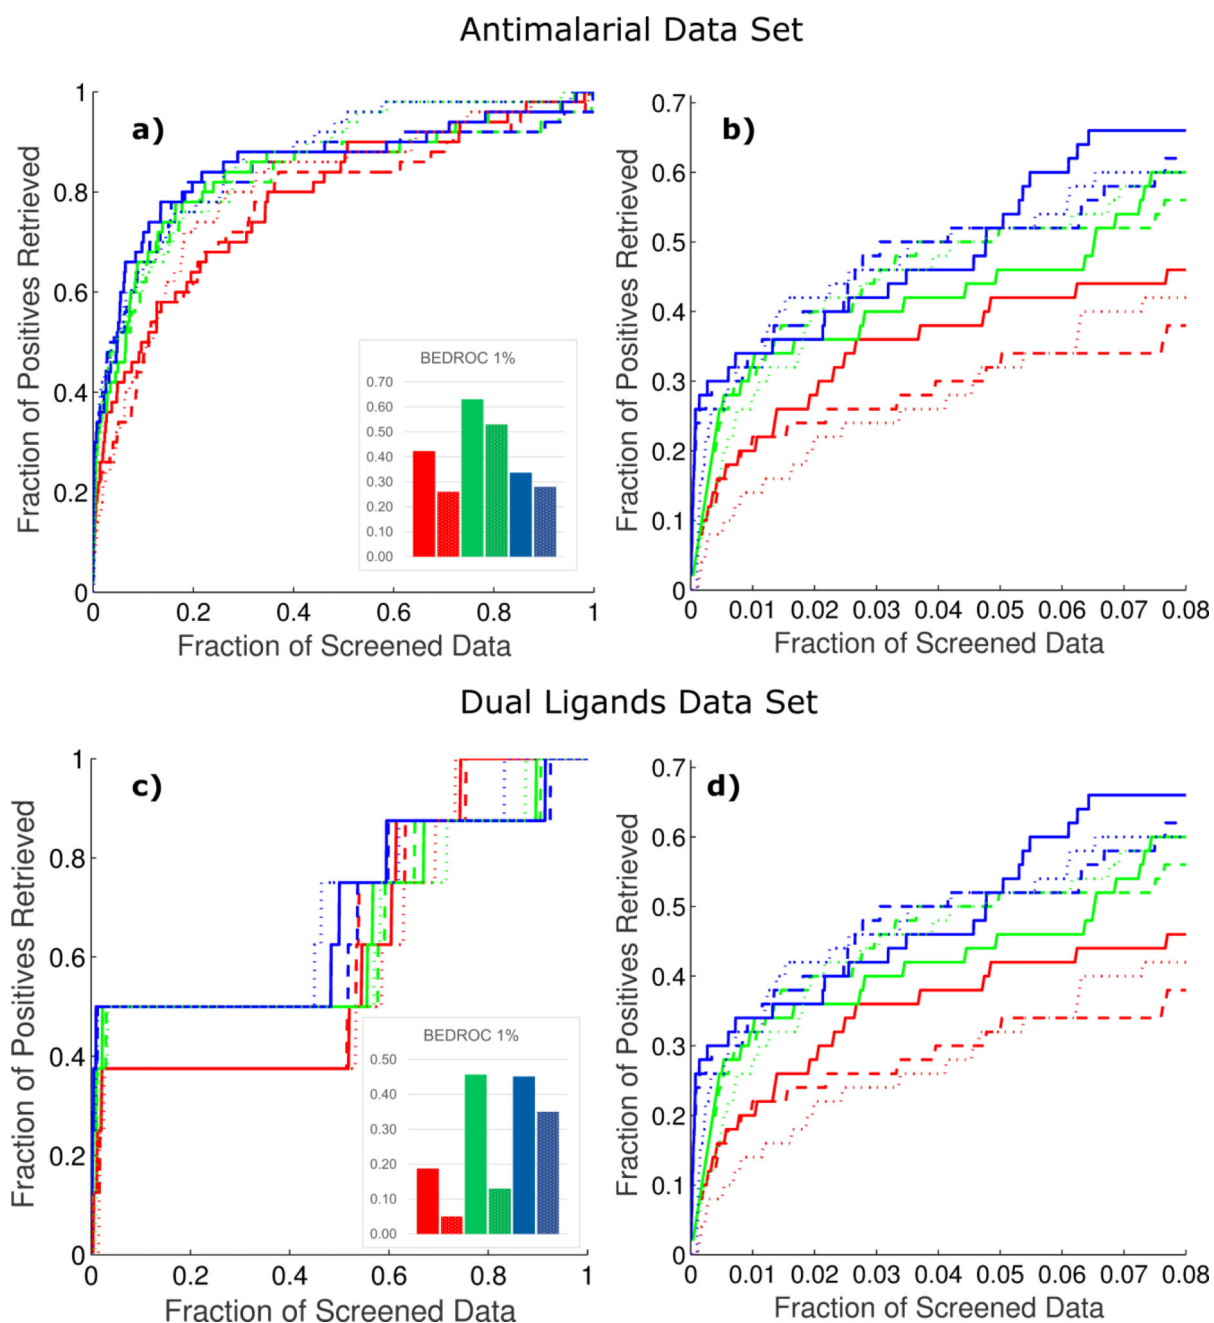 Antimalarial Data Set
a)
Fraction of Positives Retrieved
1
0.8
0.6
0.4
0.2
0
0 0.2 0.4 0.6 0.8 1
Fraction of Screened Data
BEDROC 1%
0.70
0.60
0.50
0.40
0.30
0.20
0.10
0.00
b)
Fraction of Positives Retrieved
0.7
0.6
0.5
0.4
0.3
0.2
0.1
0
0 0.01 0.02 0.03 0.04 0.05 0.06 0.07 0.08
Fraction of Screened Data
Dual Ligands Data Set
c)
Fraction of Positives Retrieved
1
0.8
0.6
0.4
0.2
0
0 0.2 0.4 0.6 0.8 1
Fraction of Screened Data
BEDROC 1%
0.50
0.40
0.30
0.20
0.10
0.00
d)
Fraction of Positives Retrieved
0.7
0.6
0.5
0.4
0.3
0.2
0.1
0
0 0.01 0.02 0.03 0.04 0.05 0.06 0.07 0.08
Fraction of Screened Data